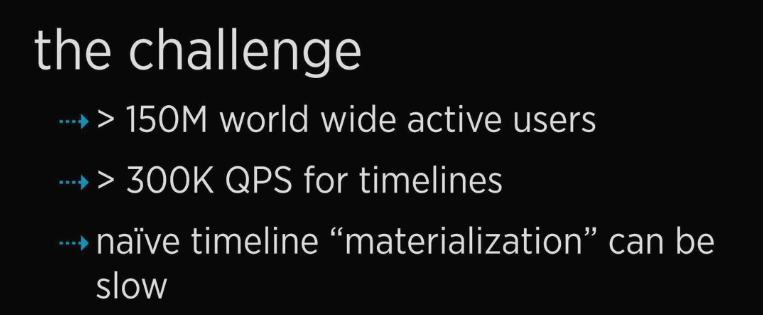 the challenge
> 150M world wide active users
> 300K QPS for timelines
naïve timeline “materialization” can be
slow